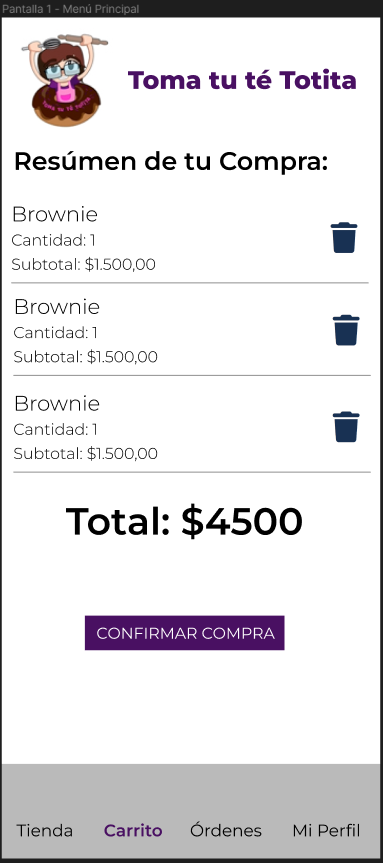 Pantalla 1 - Menú Principal
Toma tu té Totita
Toma tu té Totita
Resúmen de tu Compra:
Brownie
Cantidad: 1
Subtotal: $1.500,00
Brownie
Cantidad: 1
Subtotal: $1.500,00
Brownie
Cantidad: 1
Subtotal: $1.500,00
Total: $4500
CONFIRMAR COMPRA
Tienda Carrito Órdenes Mi Perfil